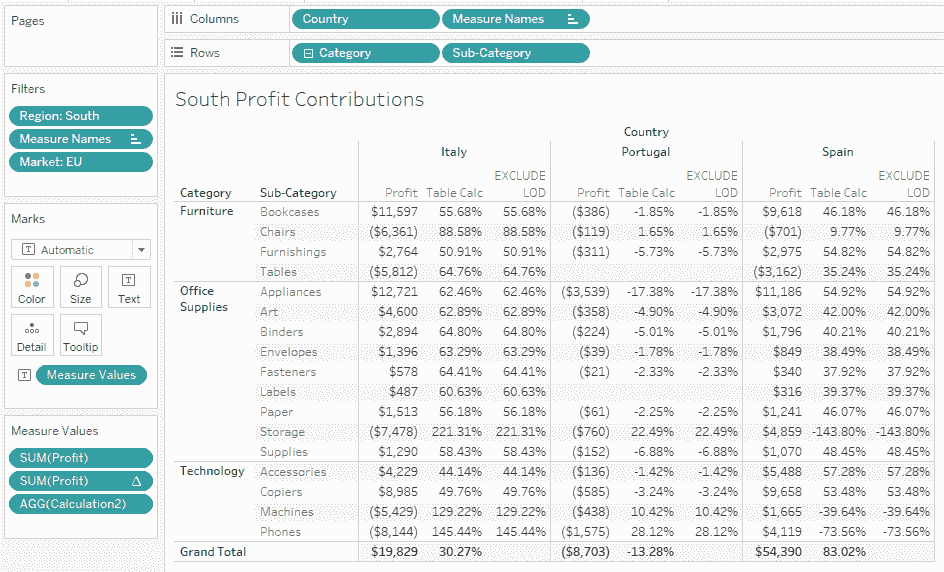 Pages
Columns Country Measure Names
Rows Category Sub-Category
Filters
Region: South
Measure Names
Market: EU
Marks
Automatic
Color Size Text
Detail Tooltip
Measure Values
Measure Values
SUM(Profit)
SUM(Profit) Δ
AGG(Calculation2)
South Profit Contributions
Country
Italy Portugal Spain
EXCLUDE EXCLUDE EXCLUDE
Category Sub-Category Profit Table Calc LOD Profit Table Calc LOD Profit Table Calc LOD
Furniture Bookcases $11,597 55.68% 55.68% ($386) -1.85% -1.85% $9,618 46.18% 46.18%
Chairs ($6,361) 88.58% 88.58% ($119) 1.65% 1.65% ($701) 9.77% 9.77%
Furnishings $2,764 50.91% 50.91% ($311) -5.73% -5.73% $2,975 54.82% 54.82%
Tables ($5,812) 64.76% 64.76% ($3,162) 35.24% 35.24%
Office Appliances $12,721 62.46% 62.46% ($3,539) -17.38% -17.38% $11,186 54.92% 54.92%
Supplies Art $4,600 62.89% 62.89% ($358) -4.90% -4.90% $3,072 42.00% 42.00%
Binders $2,894 64.80% 64.80% ($224) -5.01% -5.01% $1,796 40.21% 40.21%
Envelopes $1,396 63.29% 63.29% ($39) -1.78% -1.78% $849 38.49% 38.49%
Fasteners $578 64.41% 64.41% ($21) -2.33% -2.33% $340 37.92% 37.92%
Labels $487 60.63% 60.63% $316 39.37% 39.37%
Paper $1,513 56.18% 56.18% ($61) -2.25% -2.25% $1,241 46.07% 46.07%
Storage ($7,478) 221.31% 221.31% ($760) 22.49% 22.49% $4,859 -143.80% -143.80%
Supplies $1,290 58.43% 58.43% ($152) -6.88% -6.88% $1,070 48.45% 48.45%
Technology Accessories $4,229 44.14% 44.14% ($136) -1.42% -1.42% $5,488 57.28% 57.28%
Copiers $8,985 49.76% 49.76% ($585) -3.24% -3.24% $9,658 53.48% 53.48%
Machines ($5,429) 129.22% 129.22% ($438) 10.42% 10.42% $1,665 -39.64% -39.64%
Phones ($8,144) 145.44% 145.44% ($1,575) 28.12% 28.12% $4,119 -73.56% -73.56%
Grand Total $19,829 30.27% ($8,703) -13.28% $54,390 83.02%